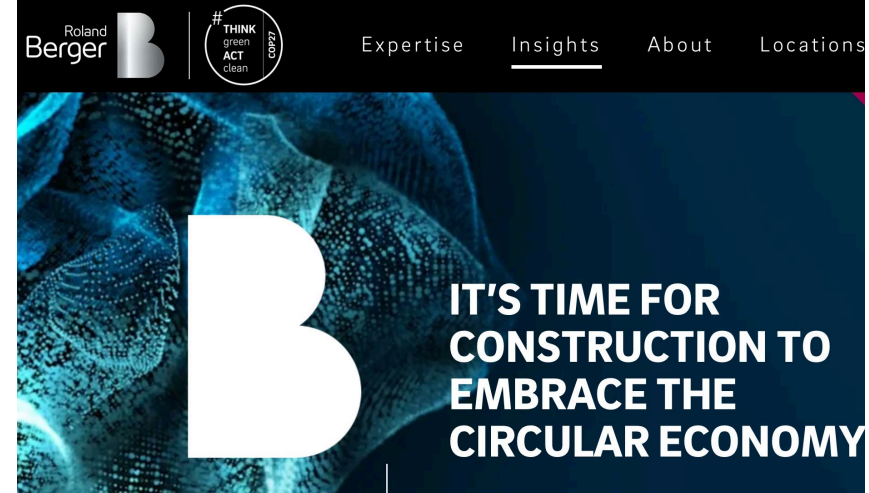 Roland
Berger
B
#
THINK
green
ACT
clean
COP27
Expertise
Insights
About
Locations
B
IT'S TIME FOR
CONSTRUCTION TO
EMBRACE THE
CIRCULAR ECONOMY